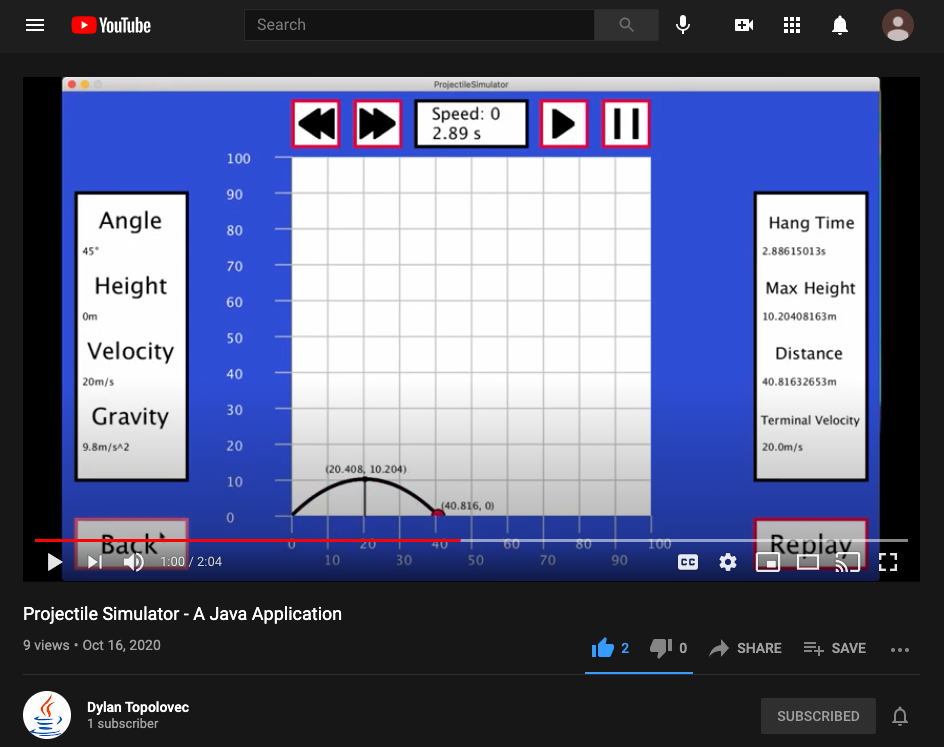 YouTube
Search
ProjectileSimulator
Speed: 0
2.89 s
100
90
80
70
60
50
40
30
20
10
0
Angle
45°
Height
0m
Velocity
20m/s
Gravity
9.8m/s^2
Back
(20.408, 10.204)
(40.816, 0)
0 20 40 60 80 100
10 30 50 70 90
Hang Time
2.88615013s
Max Height
10.20408163m
Distance
40.81632653m
Terminal Velocity
20.0m/s
Replay
1:00 / 2:04
CC
Projectile Simulator - A Java Application
9 views • Oct 16, 2020
2 0 SHARE SAVE
Dylan Topolovec
1 subscriber
SUBSCRIBED